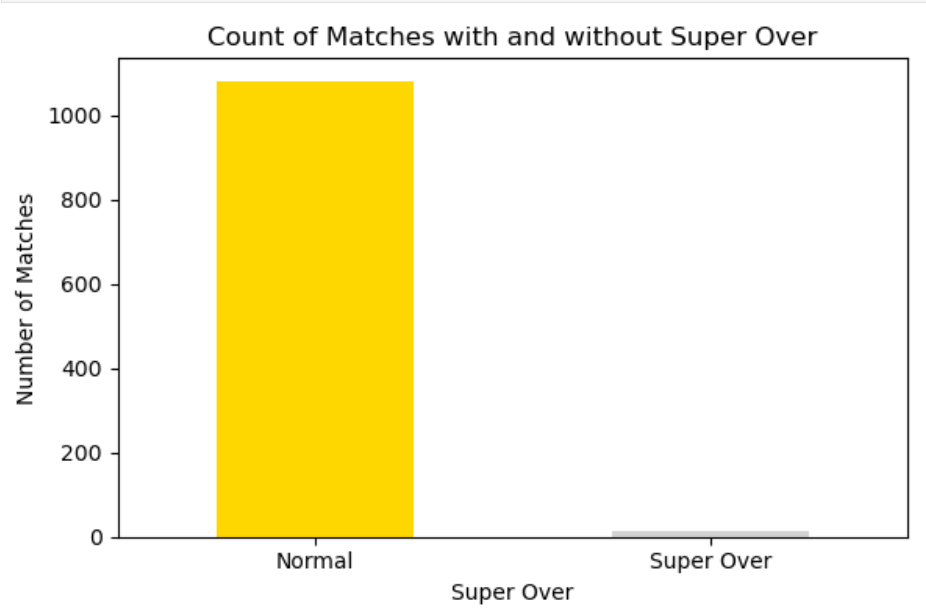 Count of Matches with and without Super Over
1000
800
600
400
200
0
Number of Matches
Normal
Super Over
Super Over